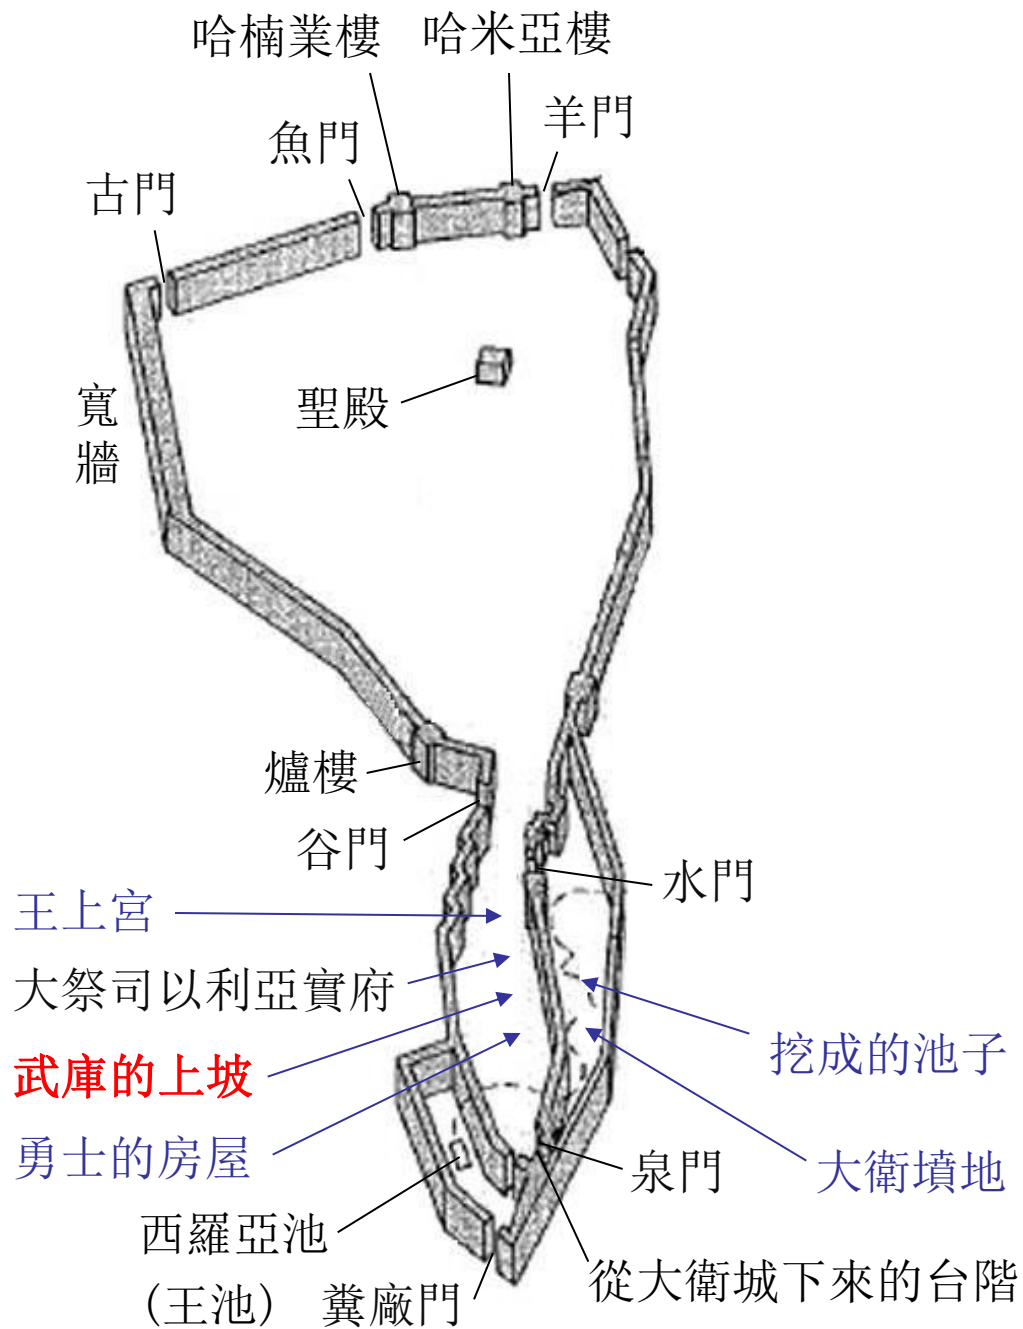 哈楠業樓
哈米亞樓
羊門
魚門
古門
寬
牆
聖殿
爐樓
谷門
水門
王上宮
大祭司以利亞實府
武庫的上坡
挖成的池子
勇士的房屋
泉門
大衛墳地
西羅亞池
(王池)
糞廠門
從大衛城下來的台階